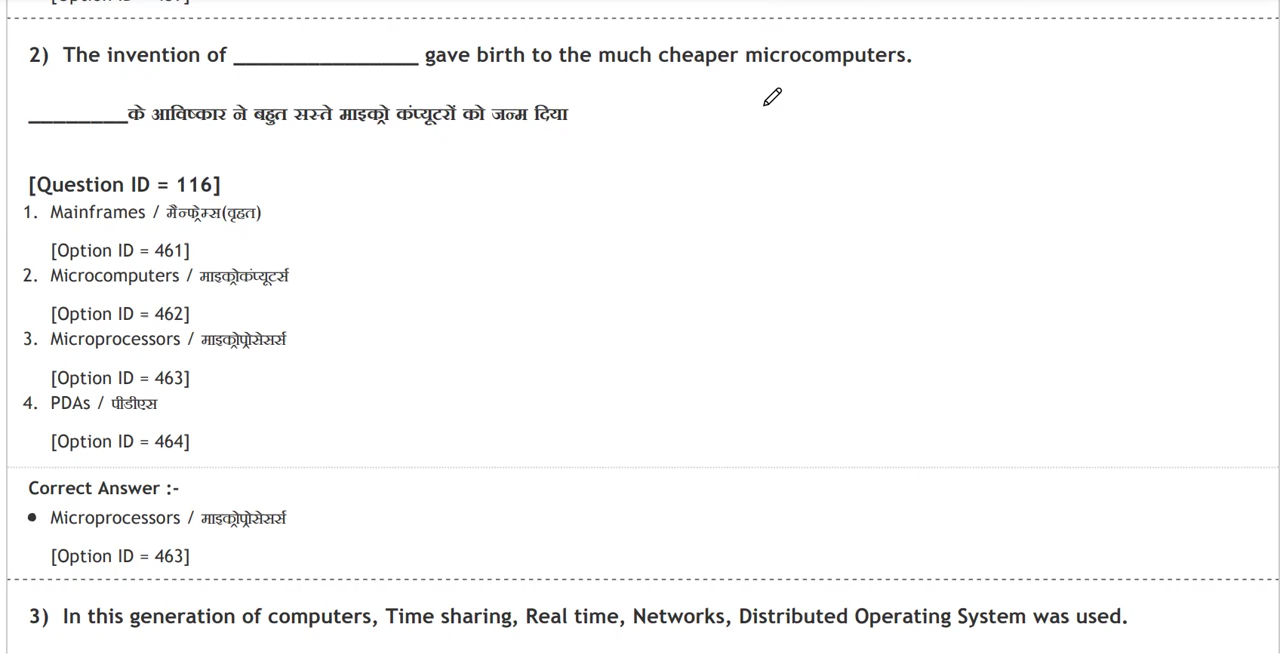 2) The invention of _______________ gave birth to the much cheaper microcomputers.
________के आविष्कार ने बहुत सस्ते माइक्रो कंप्यूटरों को जन्म दिया
[Question ID = 116]
1. Mainframes / मैन्फ्रेम्स(वृहत)
[Option ID = 461]
2. Microcomputers / माइक्रोकंप्यूटर्स
[Option ID = 462]
3. Microprocessors / माइक्रोप्रोसेसर्स
[Option ID = 463]
4. PDAs / पीडीएस
[Option ID = 464]
Correct Answer :-
● Microprocessors / माइक्रोप्रोसेसर्स
[Option ID = 463]
3) In this generation of computers, Time sharing, Real time, Networks, Distributed Operating System was used.